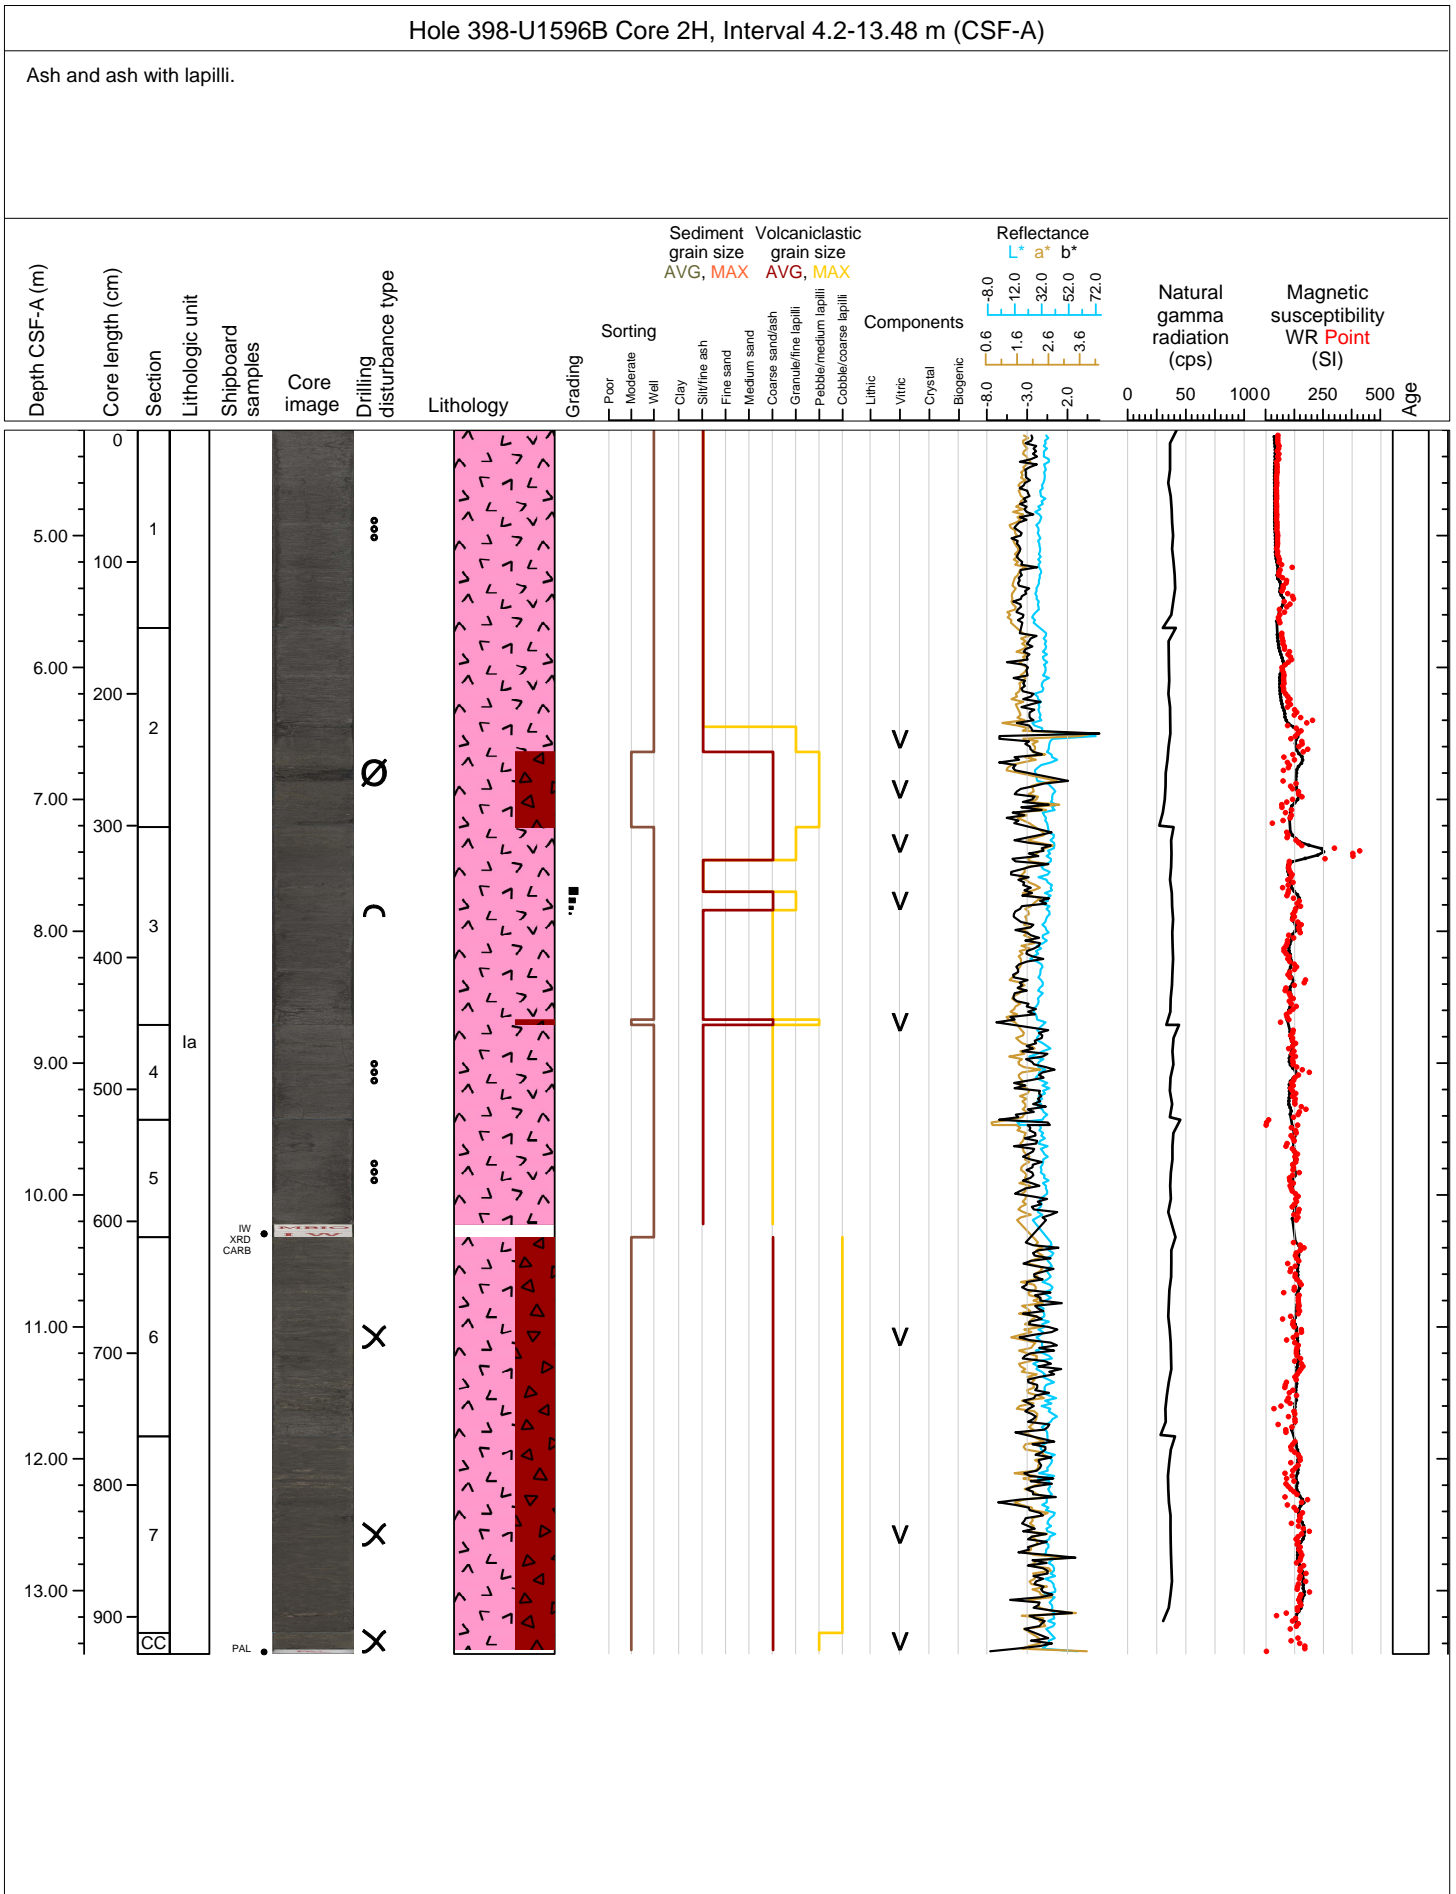 Hole 398-U1596B Core 2H, Interval 4.2-13.48 m (CSF-A)
Ash and ash with lapilli.
Depth CSF-A (m)
Core length (cm)
Section
Lithologic unit
Shipboard
samples
Core
image
Drilling
disturbance type
Lithology
Grading
Sorting
Poor
Moderate
Well
Sediment
grain size
AVG, MAX
Volcaniclastic
grain size
AVG, MAX
Clay
Silt/fine ash
Fine sand
Medium sand
Coarse sand/ash
Granule/fine lapilli
Pebble/medium lapilli
Cobble/coarse lapilli
Components
Lithic
Vitric
Crystal
Biogenic
Reflectance
L* a* b*
-8.0 12.0 32.0 52.0 72.0
0.6 1.6 2.6 3.6
-8.0 -3.0 2.0
Natural
gamma
radiation
(cps)
0 50 100
Magnetic
susceptibility
WR Point
(SI)
0 250 500
Age
0
1
5.00
100
6.00
200
2
V
V
7.00
300
V
V
3
8.00
400
V
Ia
9.00
4
500
5
10.00
600
IW
XRD
CARB
MBIO
IW
11.00
6
V
700
12.00
800
7
V
13.00
900
CC
PAL
V